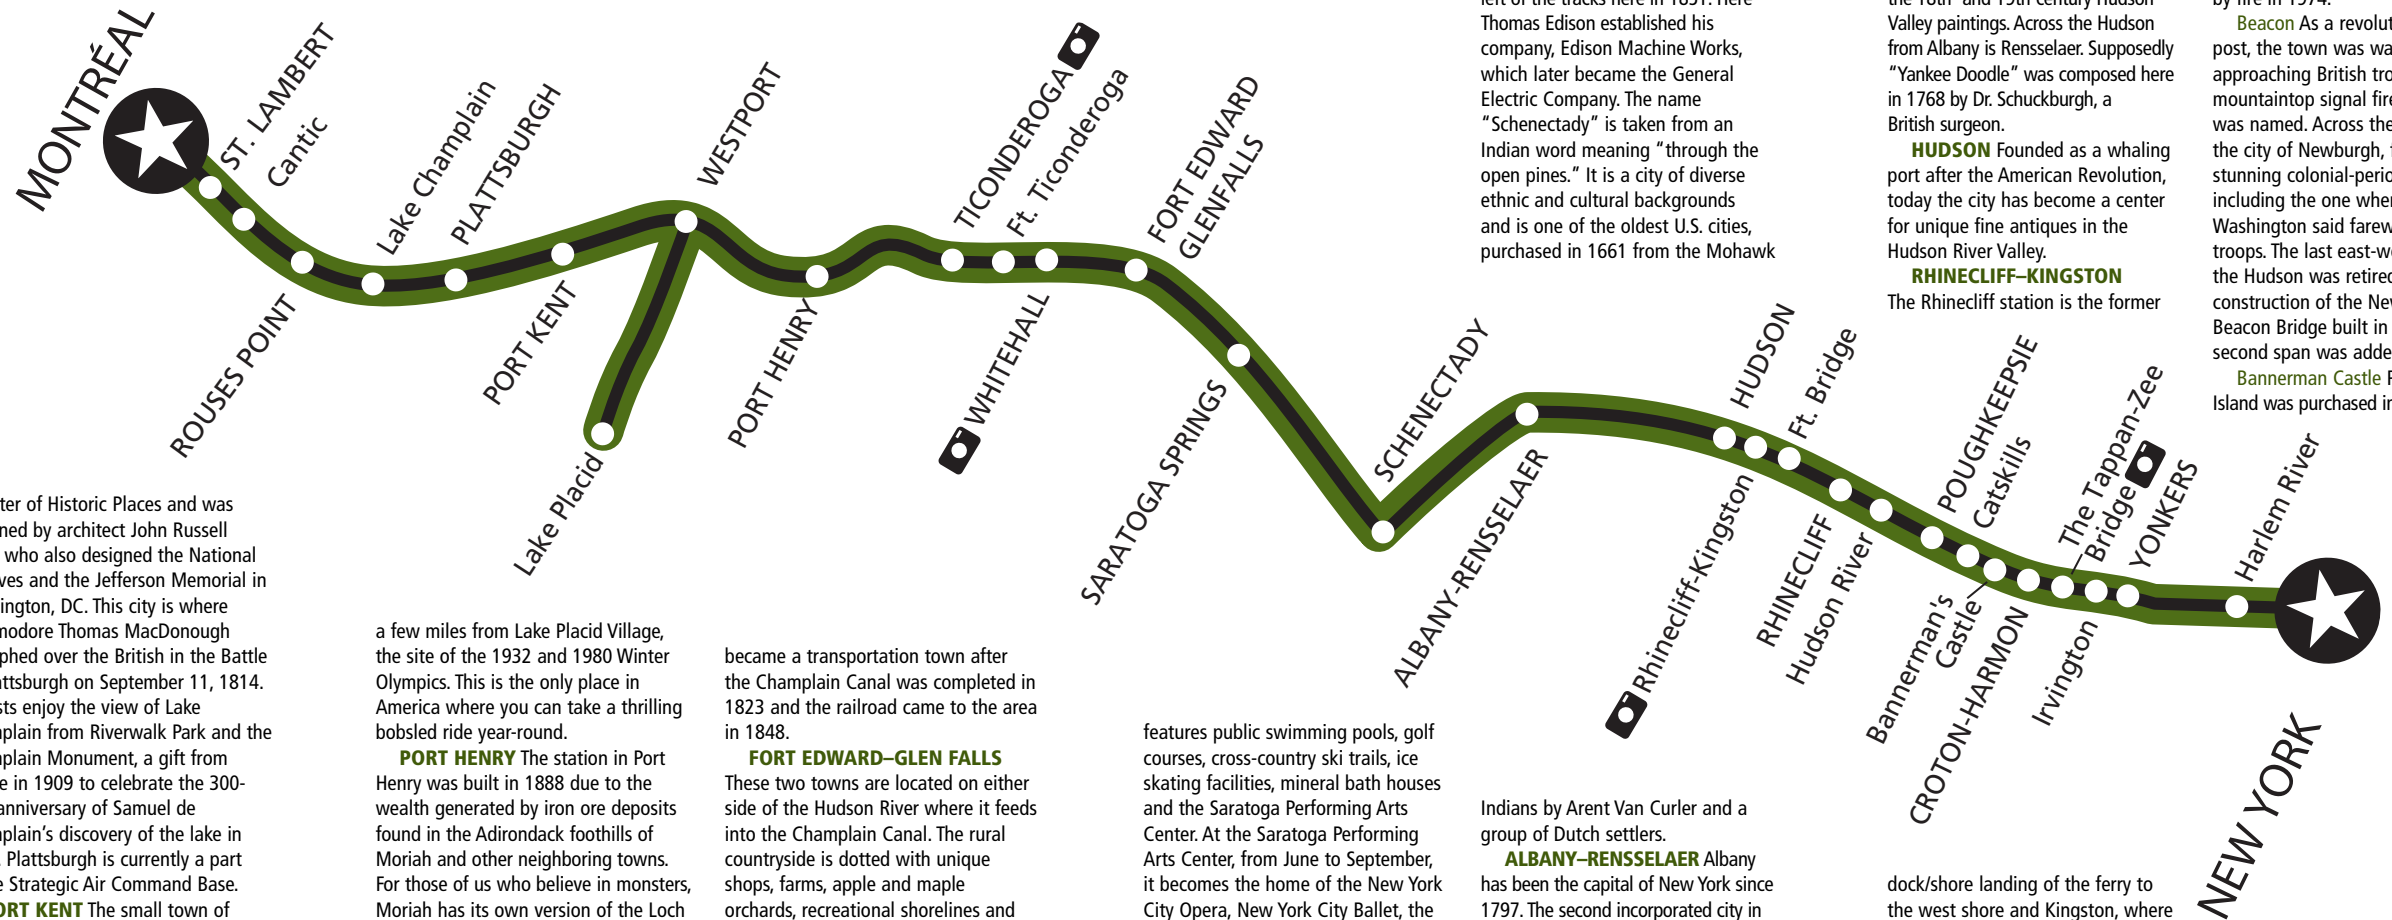 MONTRÉAL
ST. LAMBERT
Cantic
ROUSES POINT
Lake Champlain
PLATTSBURGH
PORT KENT
WESTPORT
Lake Placid
PORT HENRY
TICONDEROGA
Ft. Ticonderoga
WHITEHALL
FORT EDWARD
GLENFALLS
SARATOGA SPRINGS
SCHENECTADY
ALBANY-RENSSELAER
HUDSON
Rhinecliff-Kingston
Ft. Bridge
RHINECLIFF
Hudson River
POUGHKEEPSIE
Catskills
Bannerman's
Castle
CROTON-HARMON
The Tappan-Zee
Bridge
Irvington
YONKERS
Harlem River
NEW YORK
ter of Historic Places and was
ned by architect John Russell
who also designed the National
ves and the Jefferson Memorial in
ington, DC. This city is where
modore Thomas MacDonough
phed over the British in the Battle
attsburgh on September 11, 1814.
sts enjoy the view of Lake
plain from Riverwalk Park and the
plain Monument, a gift from
e in 1909 to celebrate the 300-
anniversary of Samuel de
plain’s discovery of the lake in
Plattsburgh is currently a part
e Strategic Air Command Base.
ORT KENT The small town of
a few miles from Lake Placid Village,
the site of the 1932 and 1980 Winter
Olympics. This is the only place in
America where you can take a thrilling
bobsled ride year-round.
PORT HENRY The station in Port
Henry was built in 1888 due to the
wealth generated by iron ore deposits
found in the Adirondack foothills of
Moriah and other neighboring towns.
For those of us who believe in monsters,
Moriah has its own version of the Loch
became a transportation town after
the Champlain Canal was completed in
1823 and the railroad came to the area
in 1848.
FORT EDWARD–GLEN FALLS
These two towns are located on either
side of the Hudson River where it feeds
into the Champlain Canal. The rural
countryside is dotted with unique
shops, farms, apple and maple
orchards, recreational shorelines and
features public swimming pools, golf
courses, cross-country ski trails, ice
skating facilities, mineral bath houses
and the Saratoga Performing Arts
Center. At the Saratoga Performing
Arts Center, from June to September,
it becomes the home of the New York
City Opera, New York City Ballet, the
left of the tracks here in 1851. Here
Thomas Edison established his
company, Edison Machine Works,
which later became the General
Electric Company. The name
“Schenectady” is taken from an
Indian word meaning “through the
open pines.” It is a city of diverse
ethnic and cultural backgrounds
and is one of the oldest U.S. cities,
purchased in 1661 from the Mohawk
Indians by Arent Van Curler and a
group of Dutch settlers.
ALBANY–RENSSELAER Albany
has been the capital of New York since
1797. The second incorporated city in
the 18th and 19th century Hudson
Valley paintings. Across the Hudson
from Albany is Rensselaer. Supposedly
“Yankee Doodle” was composed here
in 1768 by Dr. Schuckburgh, a
British surgeon.
HUDSON Founded as a whaling
port after the American Revolution,
today the city has become a center
for unique fine antiques in the
Hudson River Valley.
RHINECLIFF–KINGSTON
The Rhinecliff station is the former
dock/shore landing of the ferry to
the west shore and Kingston, where
by fire in 1974.
Beacon As a revolut
post, the town was wa
approaching British tro
mountaintop signal fire
was named. Across the
the city of Newburgh,
stunning colonial-perio
including the one wher
Washington said farew
troops. The last east-we
the Hudson was retired
construction of the Nev
Beacon Bridge built in
second span was adde
Bannerman Castle
Island was purchased in